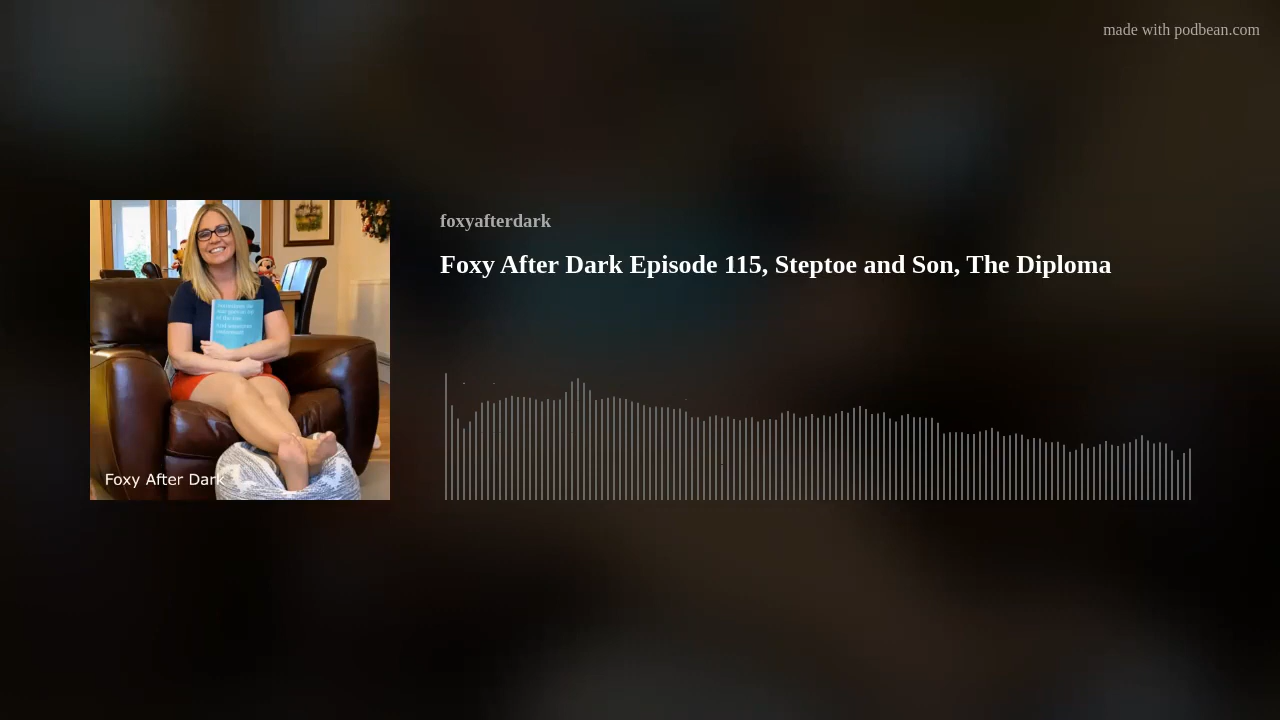 made with podbean.com
foxyafterdark
Foxy After Dark Episode 115, Steptoe and Son, The Diploma
Foxy After Dark